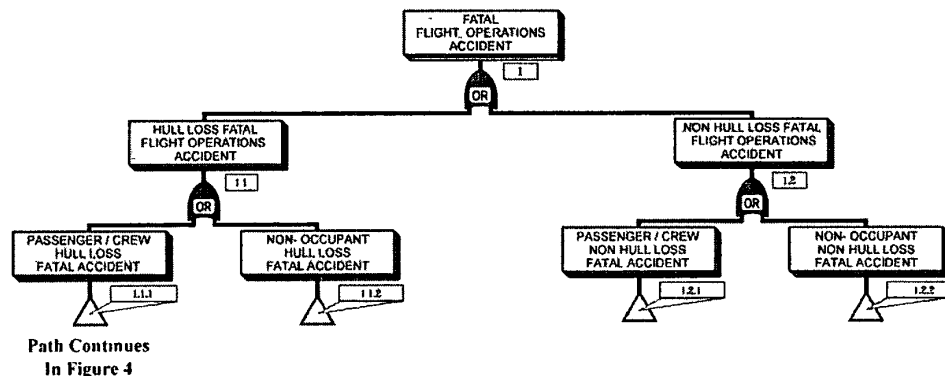 FATAL
FLIGHT OPERATIONS
ACCIDENT
1
OR
HULL LOSS FATAL
FLIGHT OPERATIONS
ACCIDENT
NON HULL LOSS FATAL
FLIGHT OPERATIONS
ACCIDENT
1.1
1.2
OR
OR
PASSENGER / CREW
HULL LOSS
FATAL ACCIDENT
NON- OCCUPANT
HULL LOSS
FATAL ACCIDENT
PASSENGER / CREW
NON HULL LOSS
FATAL ACCIDENT
NON- OCCUPANT
NON HULL LOSS
FATAL ACCIDENT
1.1.1
1.1.2
1.2.1
1.2.2
Path Continues
In Figure 4